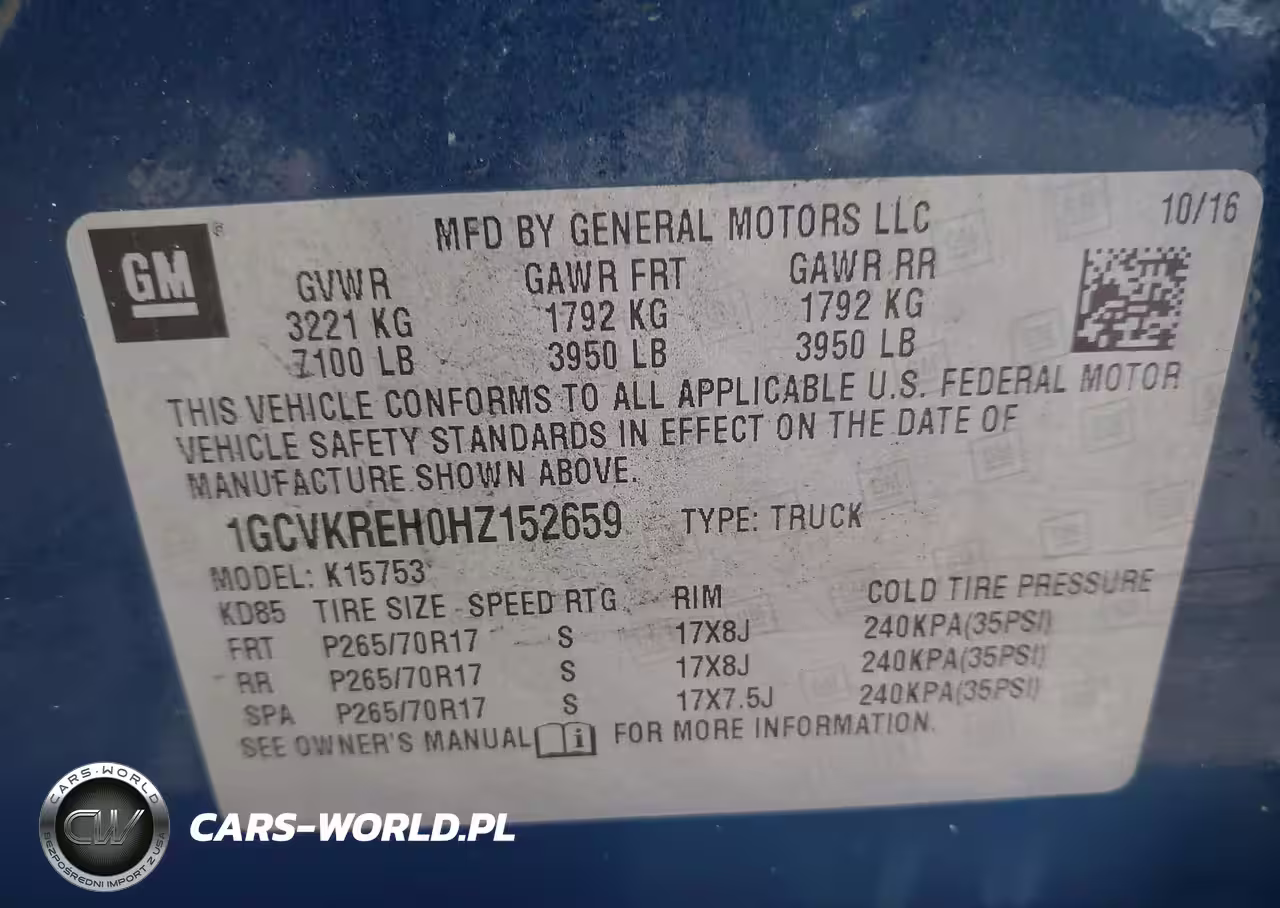 GM ®
MFD BY GENERAL MOTORS LLC
10/16
GVWR GAWR FRT GAWR RR
3221 KG 1792 KG 1792 KG
7100 LB 3950 LB 3950 LB
THIS VEHICLE CONFORMS TO ALL APPLICABLE U.S. FEDERAL MOTOR
VEHICLE SAFETY STANDARDS IN EFFECT ON THE DATE OF
MANUFACTURE SHOWN ABOVE.
1GCVKREH0HZ152659 TYPE: TRUCK
MODEL: K15753
KD85 TIRE SIZE SPEED RTG RIM COLD TIRE PRESSURE
FRT P265/70R17 S 17X8J 240KPA(35PSI)
RR P265/70R17 S 17X8J 240KPA(35PSI)
SPA P265/70R17 S 17X7.5J 240KPA(35PSI)
SEE OWNER'S MANUAL i FOR MORE INFORMATION.
CARS-WORLD
CW
BEZPOŚREDNI IMPORT Z USA
CARS-WORLD.PL